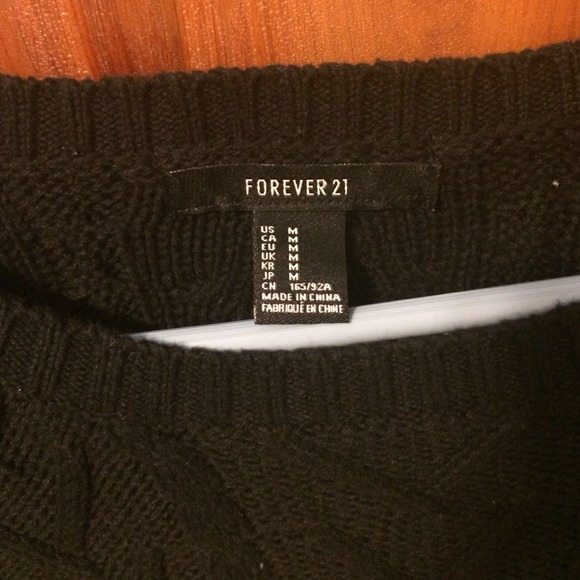 FOREVER 21
US M
CA M
EU M
UK M
KR M
JP M
CN 165/92A
MADE IN CHINA
FABRIQUÉ EN CHINE